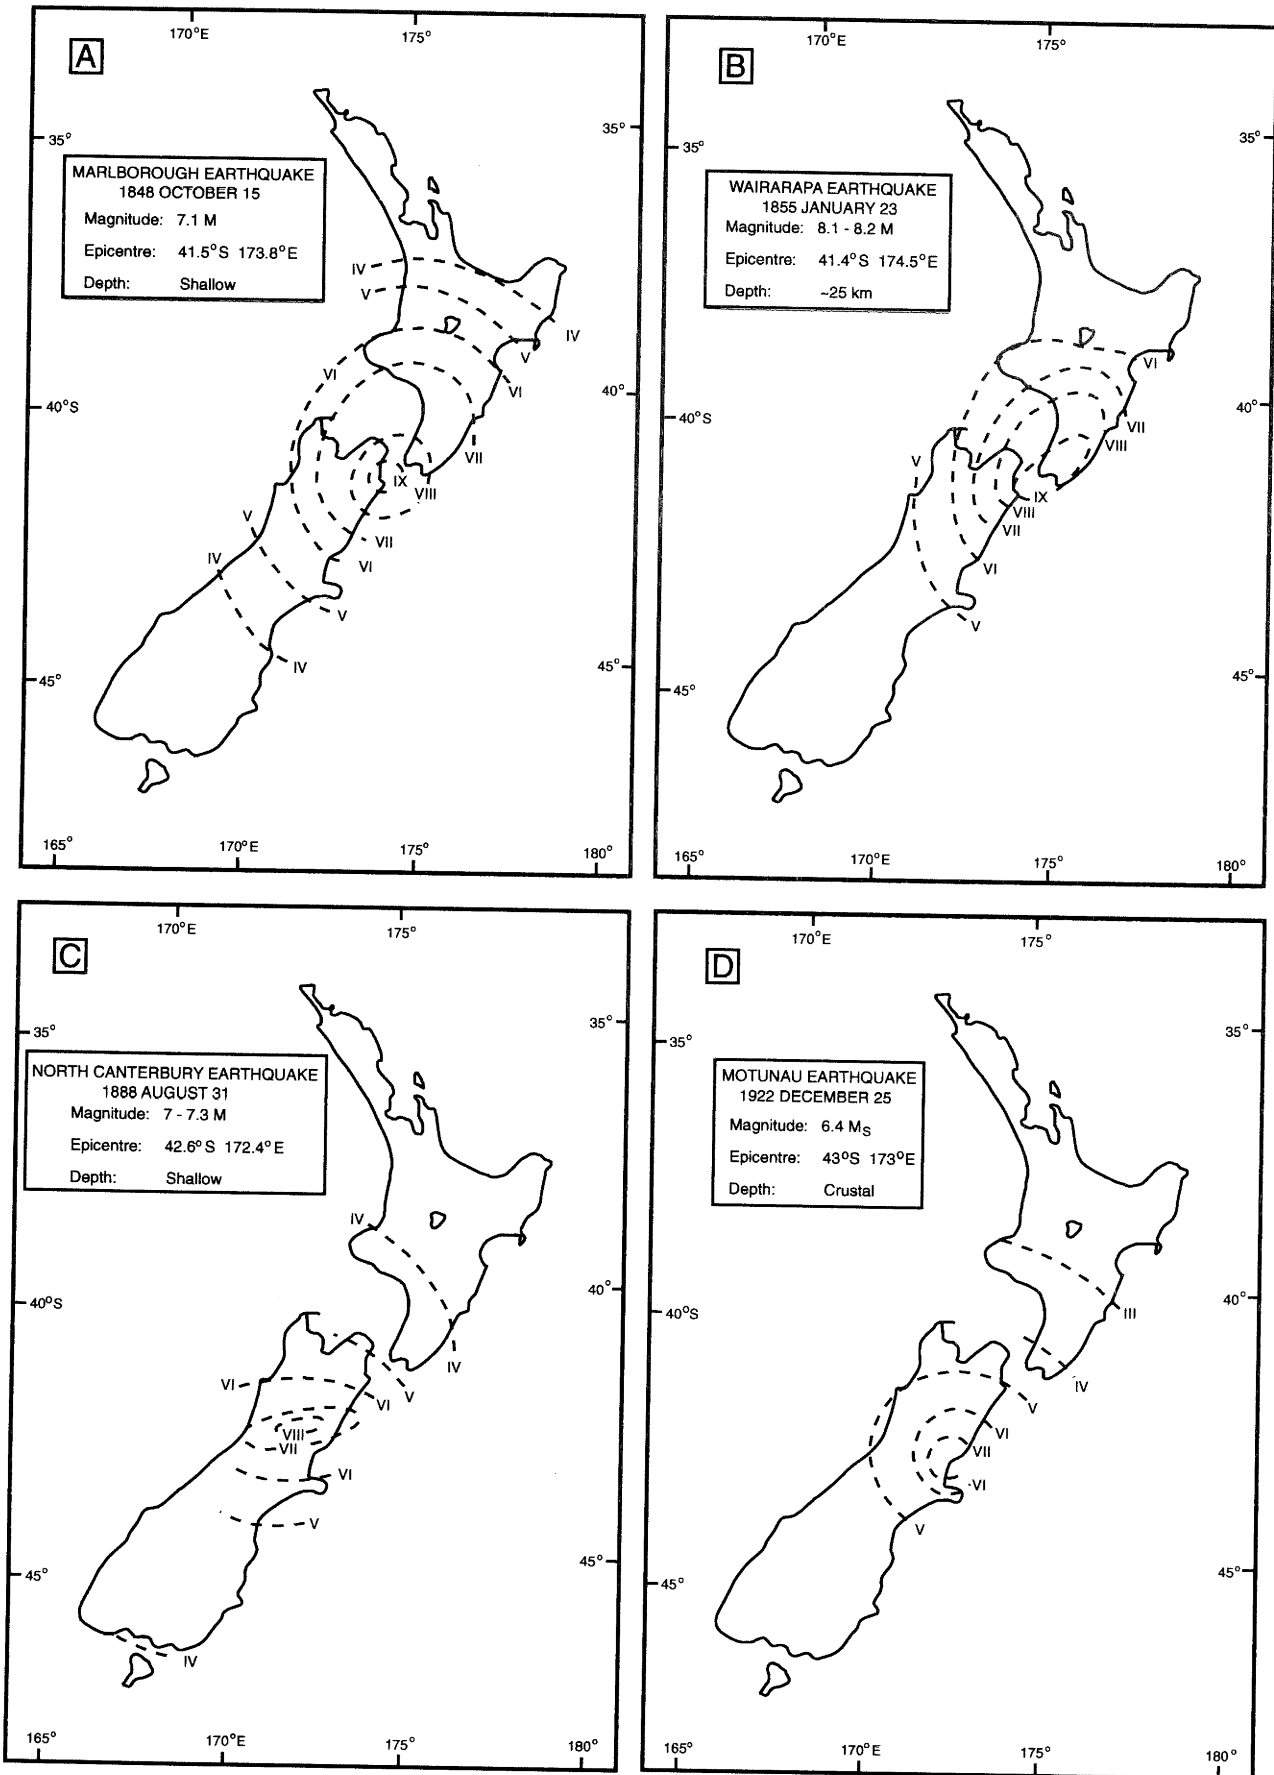 A
170°E 175°
35° 35°
MARLBOROUGH EARTHQUAKE
1848 OCTOBER 15
Magnitude: 7.1 M
Epicentre: 41.5°S 173.8°E
Depth: Shallow
IV
V
IV
V
VI
VI
40°S 40°
VII
IX
VIII
V
VII
IV
VI
V
IV
45° 45°
165° 170°E 175° 180°
B
170°E 175°
35° 35°
WAIRARAPA EARTHQUAKE
1855 JANUARY 23
Magnitude: 8.1 - 8.2 M
Epicentre: 41.4°S 174.5°E
Depth: ~25 km
VI
40°S 40°
VII
VIII
V
IX
VIII
VII
VI
V
45° 45°
165° 170°E 175° 180°
C
170°E 175°
35° 35°
NORTH CANTERBURY EARTHQUAKE
1888 AUGUST 31
Magnitude: 7 - 7.3 M
Epicentre: 42.6°S 172.4°E
Depth: Shallow
IV
40°S 40°
IV
VI
V
VI
VIII
VII
VI
V
45° 45°
IV
165° 170°E 175° 180°
D
170°E 175°
35° 35°
MOTUNAU EARTHQUAKE
1922 DECEMBER 25
Magnitude: 6.4 MS
Epicentre: 43°S 173°E
Depth: Crustal
40°S 40°
III
IV
V
VI
VII
VI
V
45° 45°
165° 170°E 175° 180°